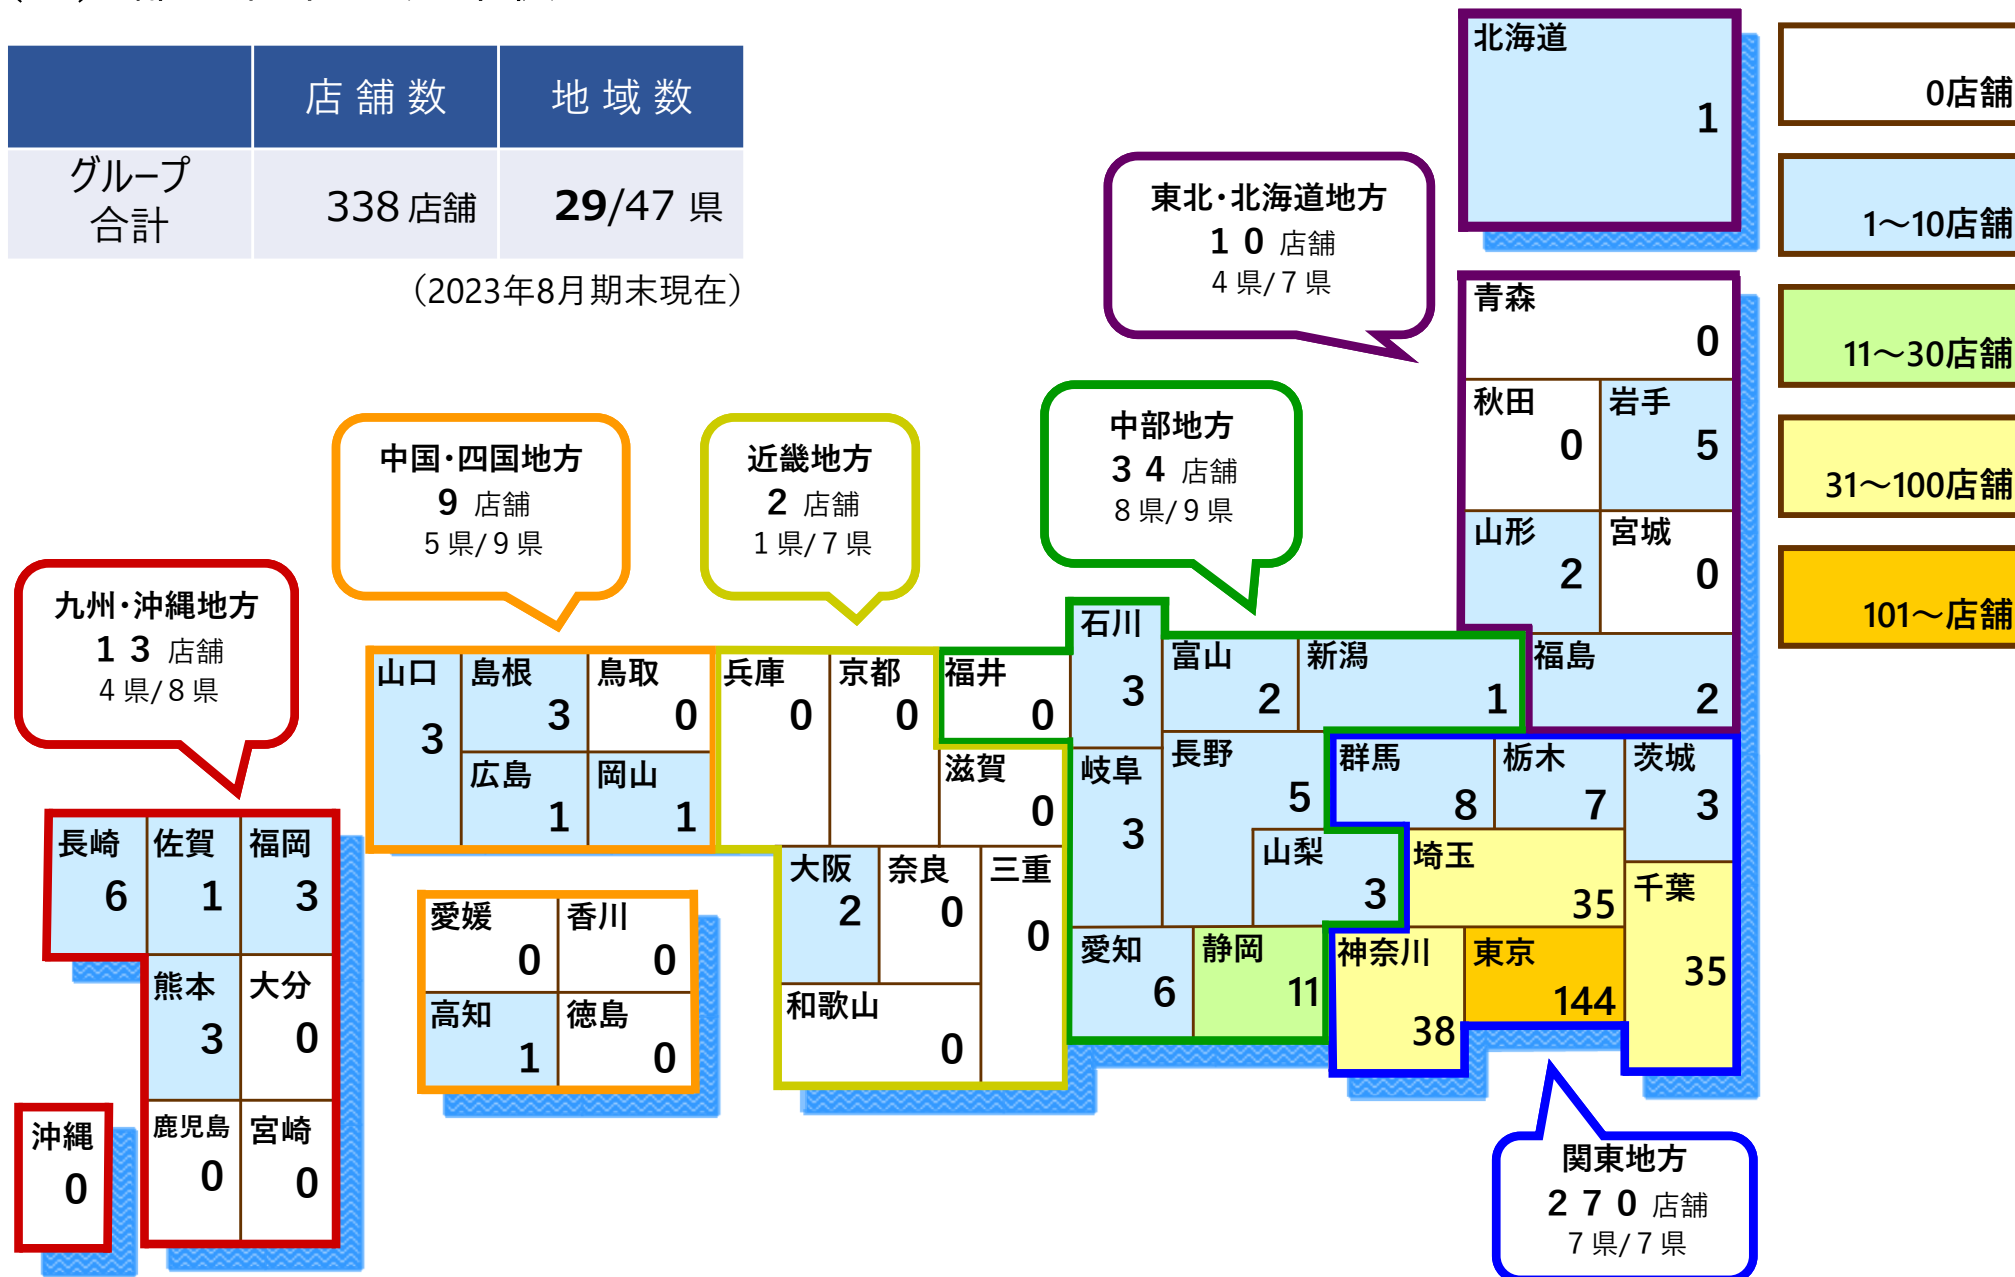 店舗数 地域数
グループ
合計
338店舗 29/47 県
（2023年8月期末現在）
0店舗
1～10店舗
11～30店舗
31～100店舗
101～店舗
東北・北海道地方
10 店舗
4県/7県
北海道
1
青森
0
秋田
0
岩手
5
山形
2
宮城
0
福島
2
中部地方
34 店舗
8県/9県
石川
3
富山
2
新潟
1
福井
0
岐阜
3
長野
5
山梨
3
愛知
6
静岡
11
近畿地方
2 店舗
1県/7県
兵庫
0
京都
0
滋賀
0
大阪
2
奈良
0
三重
0
和歌山
0
中国・四国地方
9 店舗
5県/9県
山口
3
島根
3
鳥取
0
広島
1
岡山
1
愛媛
0
香川
0
高知
1
徳島
0
九州・沖縄地方
13 店舗
4県/8県
長崎
6
佐賀
1
福岡
3
熊本
3
大分
0
鹿児島
0
宮崎
0
沖縄
0
群馬
8
栃木
7
茨城
3
埼玉
35
千葉
35
神奈川
38
東京
144
関東地方
270 店舗
7県/7県